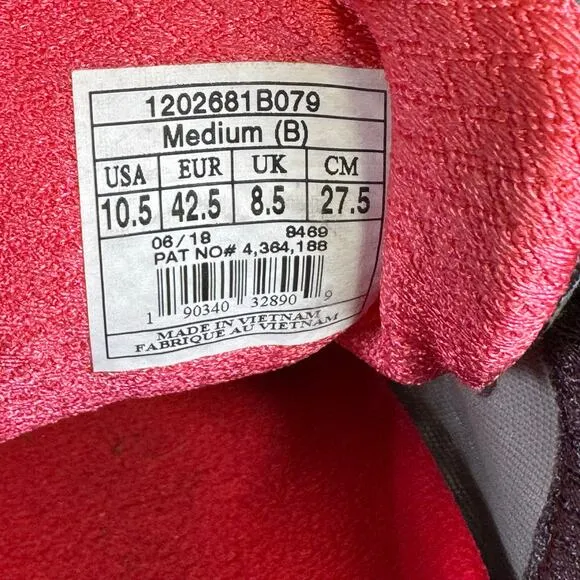 1202681B079
Medium (B)
USA EUR UK CM
10.5 42.5 8.5 27.5
06/18 8469
PAT NO# 4,364,188
1 90340 32890 9
MADE IN VIETNAM
FABRIQUE AU VIETNAM